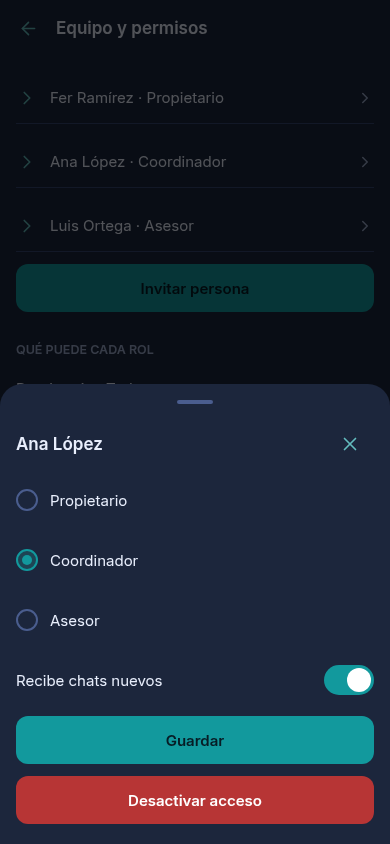 Equipo y permisos
Fer Ramírez · Propietario
Ana López · Coordinador
Luis Ortega · Asesor
Invitar persona
QUÉ PUEDE CADA ROL
Ana López
Propietario
Coordinador
Asesor
Recibe chats nuevos
Guardar
Desactivar acceso